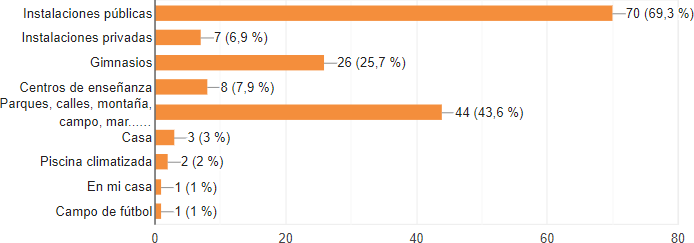 Instalaciones públicas
70 (69,3 %)
Instalaciones privadas
7 (6,9 %)
Gimnasios
26 (25,7 %)
Centros de enseñanza
8 (7,9 %)
Parques, calles, montaña,
campo, mar......
44 (43,6 %)
Casa
3 (3 %)
Piscina climatizada
2 (2 %)
En mi casa
1 (1 %)
Campo de fútbol
1 (1 %)
0 20 40 60 80